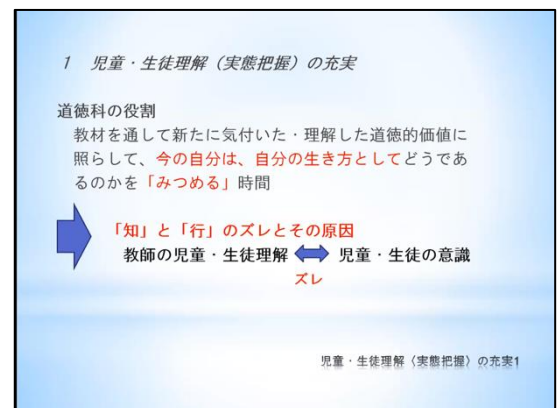 1 児童・生徒理解（実態把握）の充実
道徳科の役割
教材を通して新たに気付いた・理解した道徳的価値に
照らして、今の自分は、自分の生き方としてどうであ
るのかを「みつめる」時間
「知」と「行」のズレとその原因
教師の児童・生徒理解 児童・生徒の意識
ズレ
児童・生徒理解〈実態把握〉の充実1